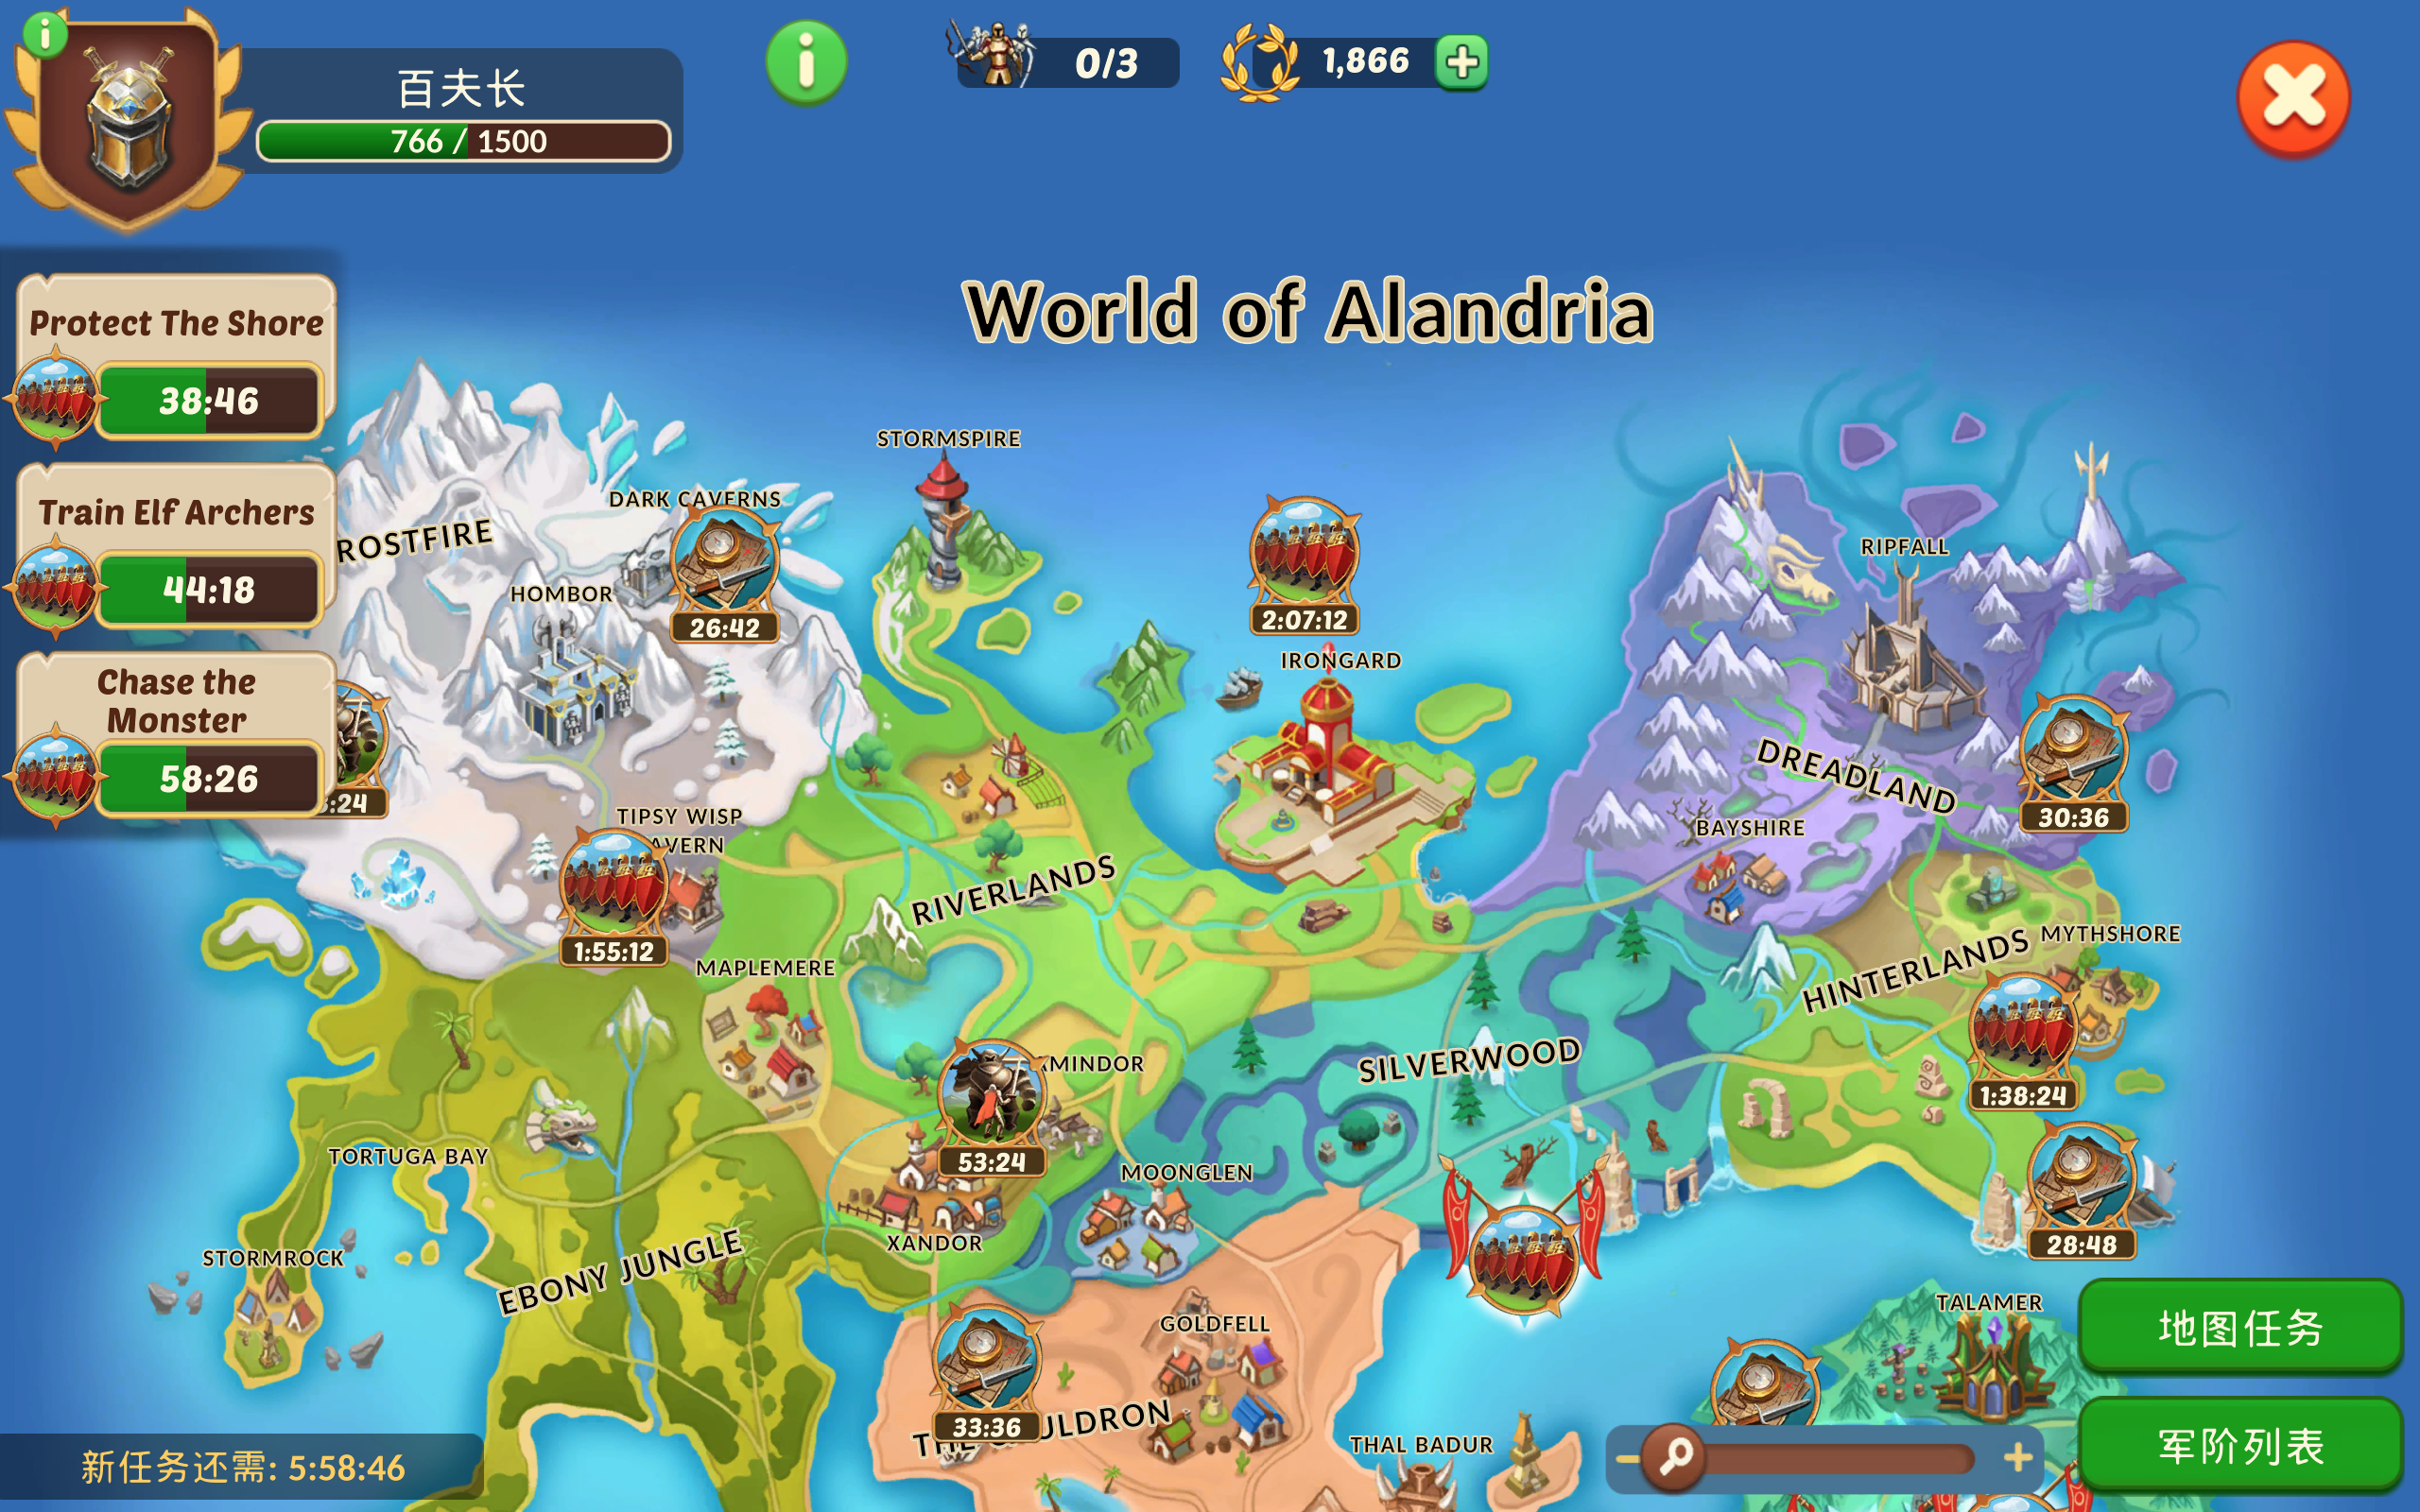 百夫长
766 / 1500
0/3
1,866
World of Alandria
Protect The Shore
38:46
Train Elf Archers
44:18
Chase the
Monster
58:26
STORMSPIRE
DARK CAVERNS
26:42
HOMBOR
2:07:12
IRONGARD
RIPFALL
DREADLAND
30:36
BAYSHIRE
TIPSY WISP
1:55:12
RIVERLANDS
MAPLEMERE
HINTERLANDS
MYTHSHORE
1:38:24
SILVERWOOD
53:24
MOONGLEN
28:48
TORTUGA BAY
XANDOR
STORMROCK
EBONY JUNGLE
TALAMER
GOLDFELL
33:36
THAL BADUR
地图任务
军阶列表
新任务还需: 5:58:46